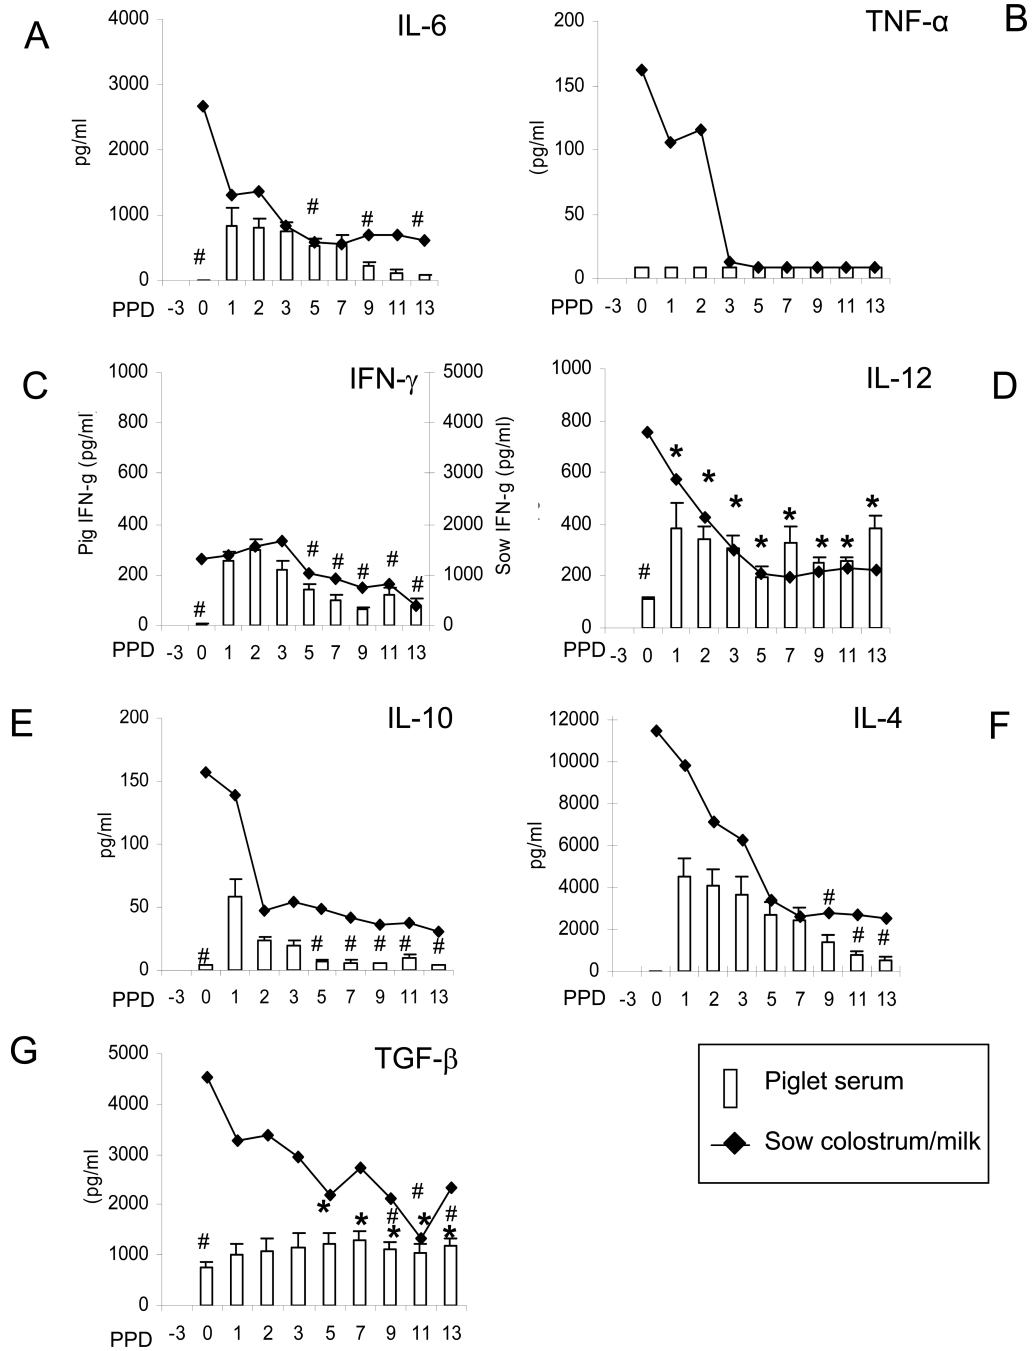 A
IL-6
4000
3000
2000
1000
0
pg/ml
# # # #
PPD -3 0 1 2 3 5 7 9 11 13
B
TNF-α
200
150
100
50
0
(pg/ml
PPD -3 0 1 2 3 5 7 9 11 13
C
IFN-γ
1000
800
600
400
200
0
Pig IFN-g (pg/ml
5000
4000
3000
2000
1000
0
Sow IFN-g (pg/ml)
# # # # # #
PPD -3 0 1 2 3 5 7 9 11 13
D
IL-12
1000
800
600
400
200
0
# * * * * * * * *
PPD -3 0 1 2 3 5 7 9 11 13
E
IL-10
200
150
100
50
0
pg/ml
# # # # # #
PPD -3 0 1 2 3 5 7 9 11 13
F
IL-4
12000
10000
8000
6000
4000
2000
0
pg/ml
# # #
PPD -3 0 1 2 3 5 7 9 11 13
G
TGF-β
5000
4000
3000
2000
1000
0
(pg/ml
# * * # * # * # *
PPD -3 0 1 2 3 5 7 9 11 13
Piglet serum
Sow colostrum/milk